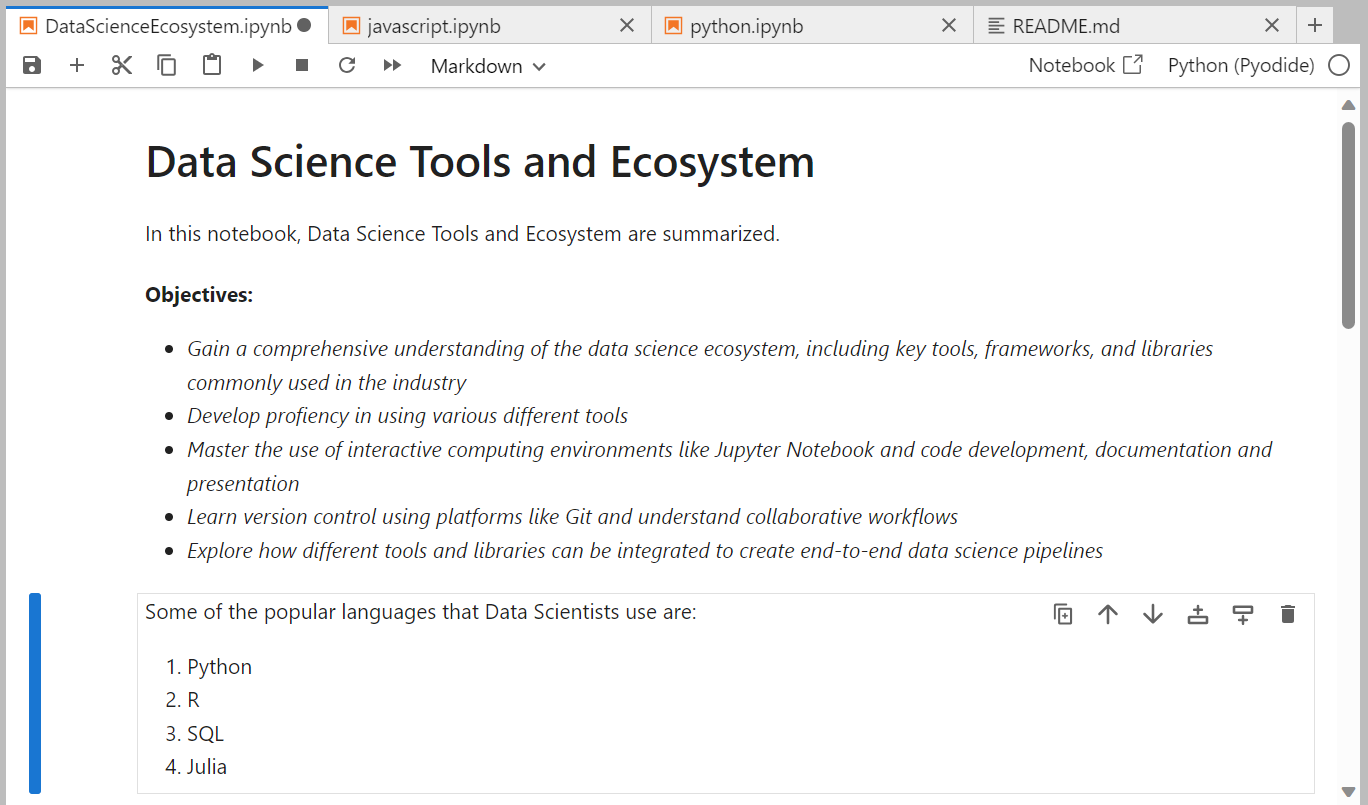 DataScienceEcosystem.ipynb javascript.ipynb python.ipynb README.md
Markdown Notebook Python (Pyodide)
Data Science Tools and Ecosystem
In this notebook, Data Science Tools and Ecosystem are summarized.
Objectives:
• Gain a comprehensive understanding of the data science ecosystem, including key tools, frameworks, and libraries
commonly used in the industry
• Develop profiency in using various different tools
• Master the use of interactive computing environments like Jupyter Notebook and code development, documentation and
presentation
• Learn version control using platforms like Git and understand collaborative workflows
• Explore how different tools and libraries can be integrated to create end-to-end data science pipelines
Some of the popular languages that Data Scientists use are:
1. Python
2. R
3. SQL
4. Julia